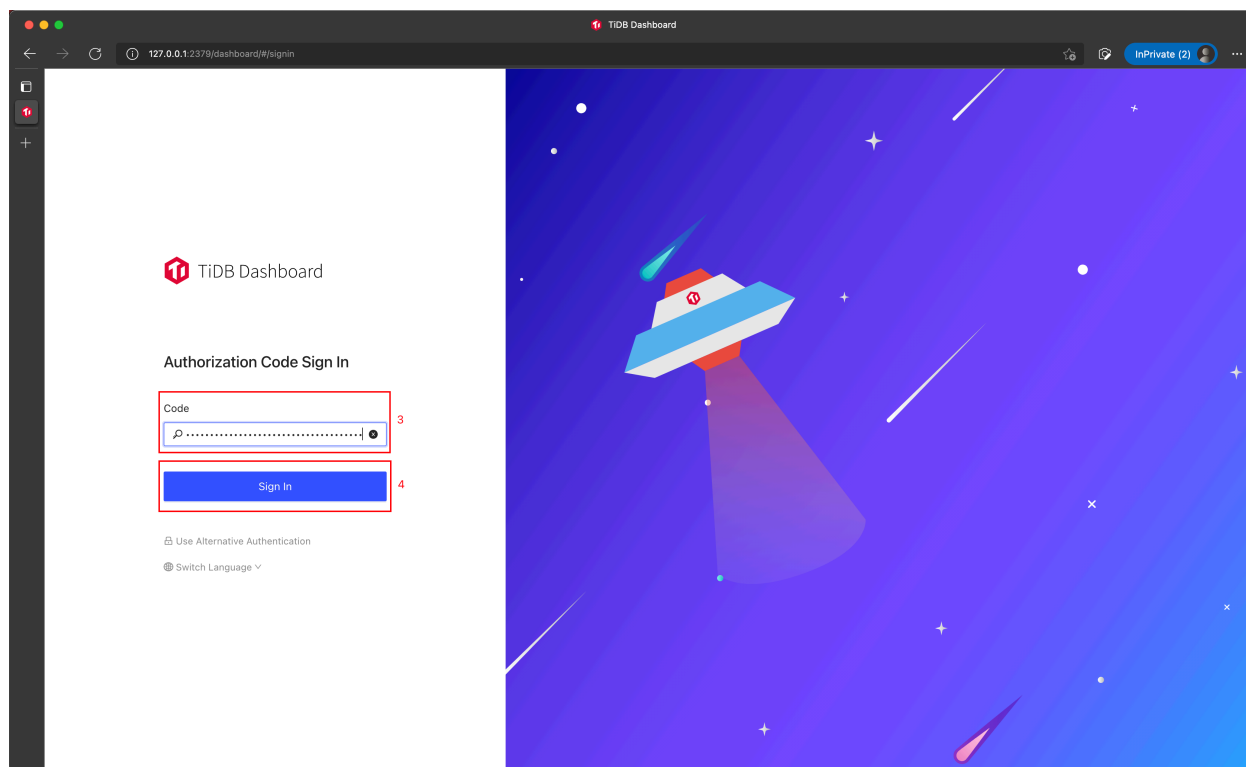 TiDB Dashboard
127.0.0.1:2379/dashboard/#/signin
InPrivate (2)
TiDB Dashboard
Authorization Code Sign In
Code
3
Sign In
4
Use Alternative Authentication
Switch Language